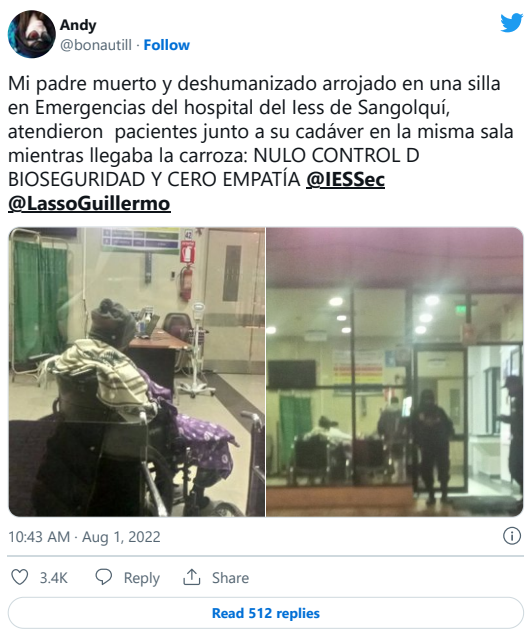 Andy
@bonautill · Follow
Mi padre muerto y deshumanizado arrojado en una silla
en Emergencias del hospital del Iess de Sangolquí,
atendieron  pacientes junto a su cadáver en la misma sala
mientras llegaba la carroza: NULO CONTROL D
BIOSEGURIDAD Y CERO EMPATÍA @IESSec
@LassoGuillermo
10:43 AM · Aug 1, 2022
3.4K Reply Share
Read 512 replies